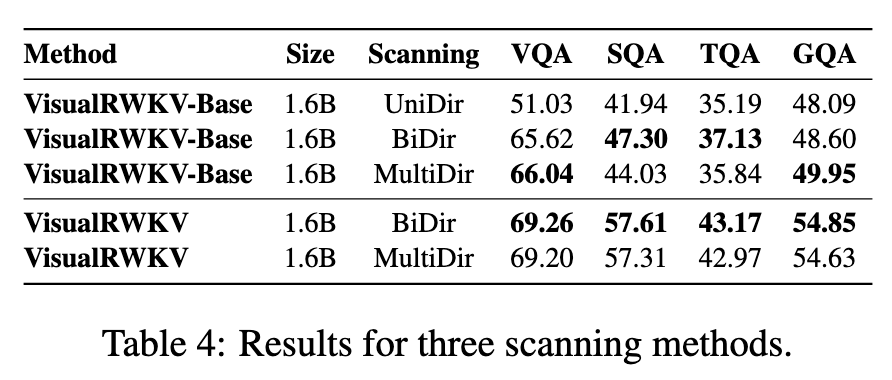 Method Size Scanning VQA SQA TQA GQA
VisualRWKV-Base 1.6B UniDir 51.03 41.94 35.19 48.09
VisualRWKV-Base 1.6B BiDir 65.62 47.30 37.13 48.60
VisualRWKV-Base 1.6B MultiDir 66.04 44.03 35.84 49.95
VisualRWKV 1.6B BiDir 69.26 57.61 43.17 54.85
VisualRWKV 1.6B MultiDir 69.20 57.31 42.97 54.63
Table 4: Results for three scanning methods.